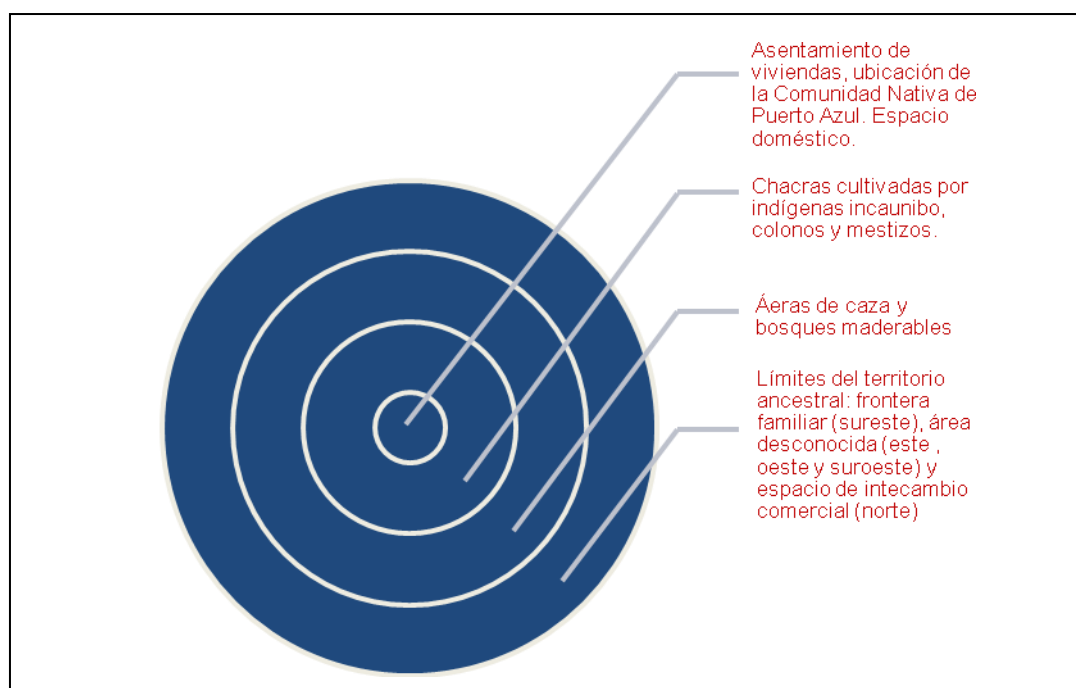 Asentamiento de
viviendas, ubicación de
la Comunidad Nativa de
Puerto Azul. Espacio
doméstico.
Chacras cultivadas por
indígenas incaunibo,
colonos y mestizos.
Áeras de caza y
bosques maderables
Límites del territorio
ancestral: frontera
familiar (sureste), área
desconocida (este ,
oeste y suroeste) y
espacio de intecambio
comercial (norte)